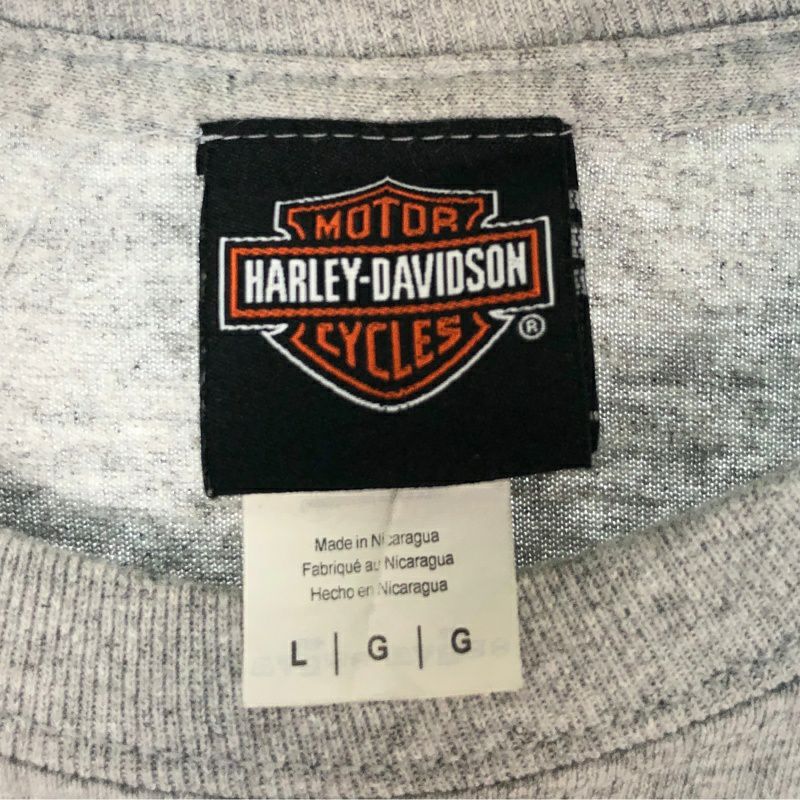 MOTOR
HARLEY-DAVIDSON
CYCLES
®
Made in Nicaragua
Fabriqué au Nicaragua
Hecho en Nicaragua
L | G | G